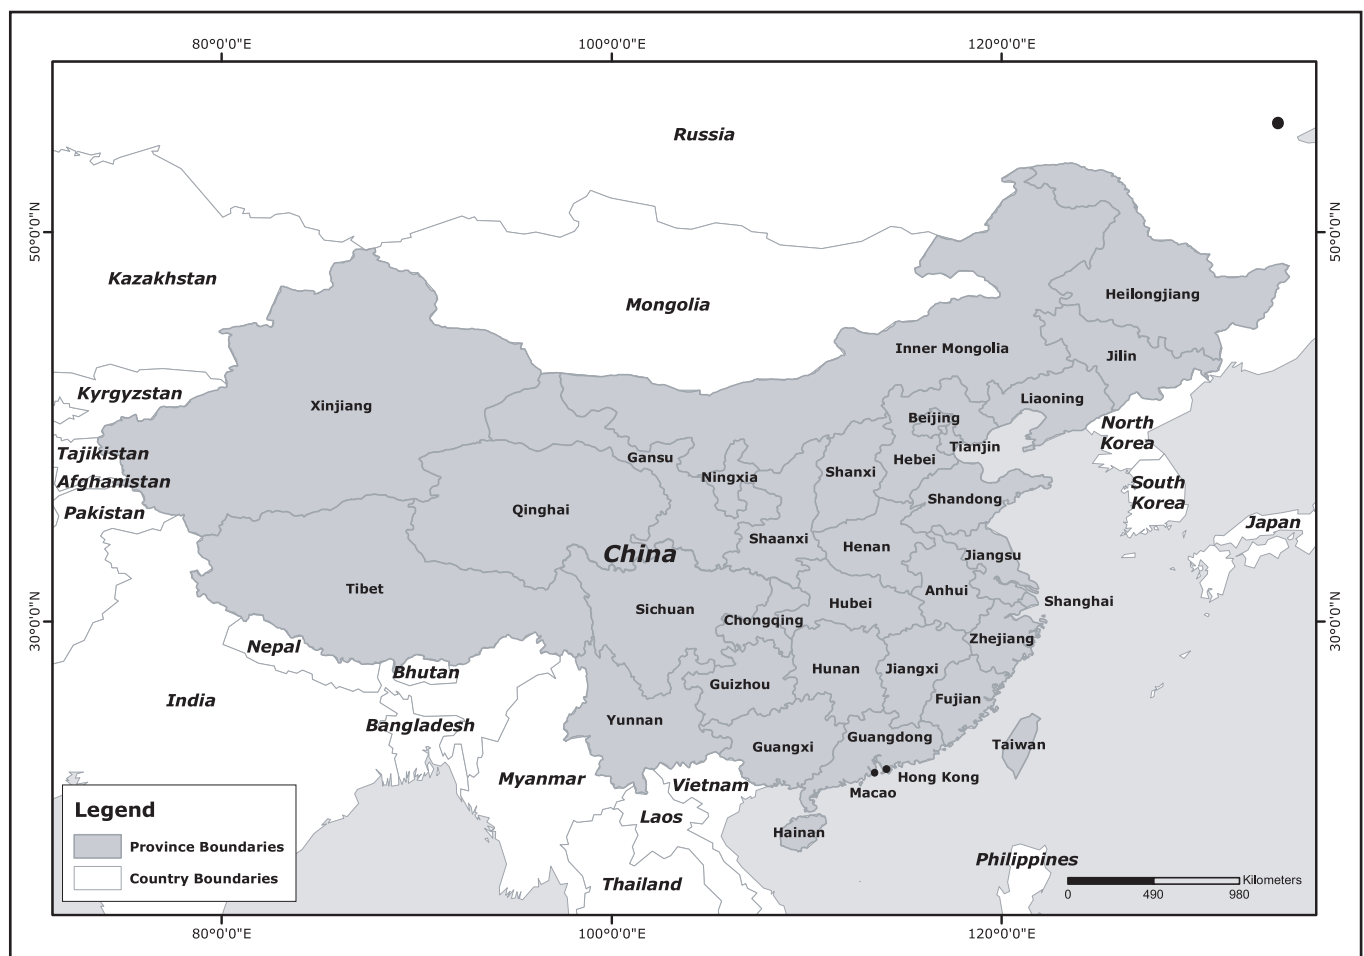 80°0'0"E
100°0'0"E
120°0'0"E
Russia
50°0'0"N
50°0'0"N
Kazakhstan
Mongolia
Heilongjiang
Inner Mongolia
Jilin
Kyrgyzstan
Xinjiang
Liaoning
Beijing
North
Korea
Tianjin
Tajikistan
Gansu
Hebei
Shanxi
Ningxia
Afghanistan
South
Korea
Shandong
Pakistan
Qinghai
Japan
Shaanxi
Henan
China
Jiangsu
Tibet
Anhui
Shanghai
Sichuan
Hubei
30°0'0"N
Chongqing
30°0'0"N
Zhejiang
Nepal
Bhutan
Hunan
Jiangxi
Guizhou
India
Fujian
Yunnan
Bangladesh
Guangdong
Guangxi
Taiwan
Myanmar
Vietnam
Hong Kong
Macao
Legend
Laos
Hainan
Province Boundaries
Philippines
Country Boundaries
Thailand
Kilometers
0
490
980
80°0'0"E
100°0'0"E
120°0'0"E